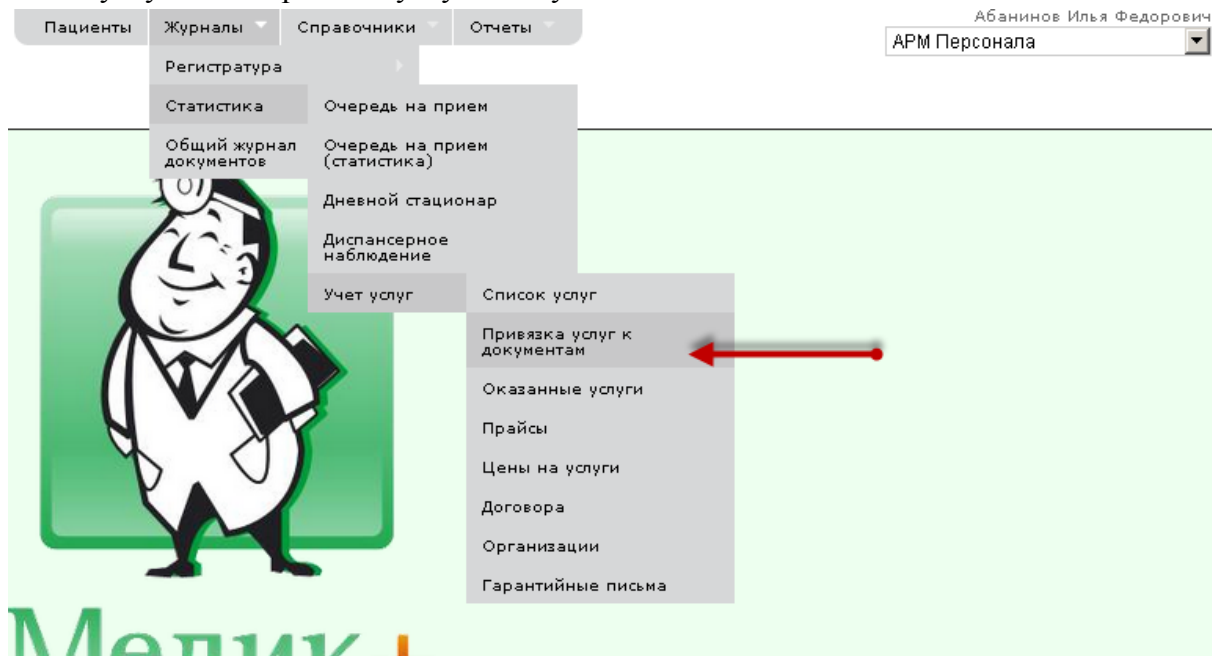 Абанинов Илья Федорович
Пациенты Журналы Справочники Отчеты
АРМ Персонала
Регистратура
Статистика
Общий журнал
документов
Очередь на прием
Очередь на прием
(статистика)
Дневной стационар
Диспансерное
наблюдение
Учет услуг
Список услуг
Привязка услуг к
документам
Оказанные услуги
Прайсы
Цены на услуги
Договора
Организации
Гарантийные письма
Медик+